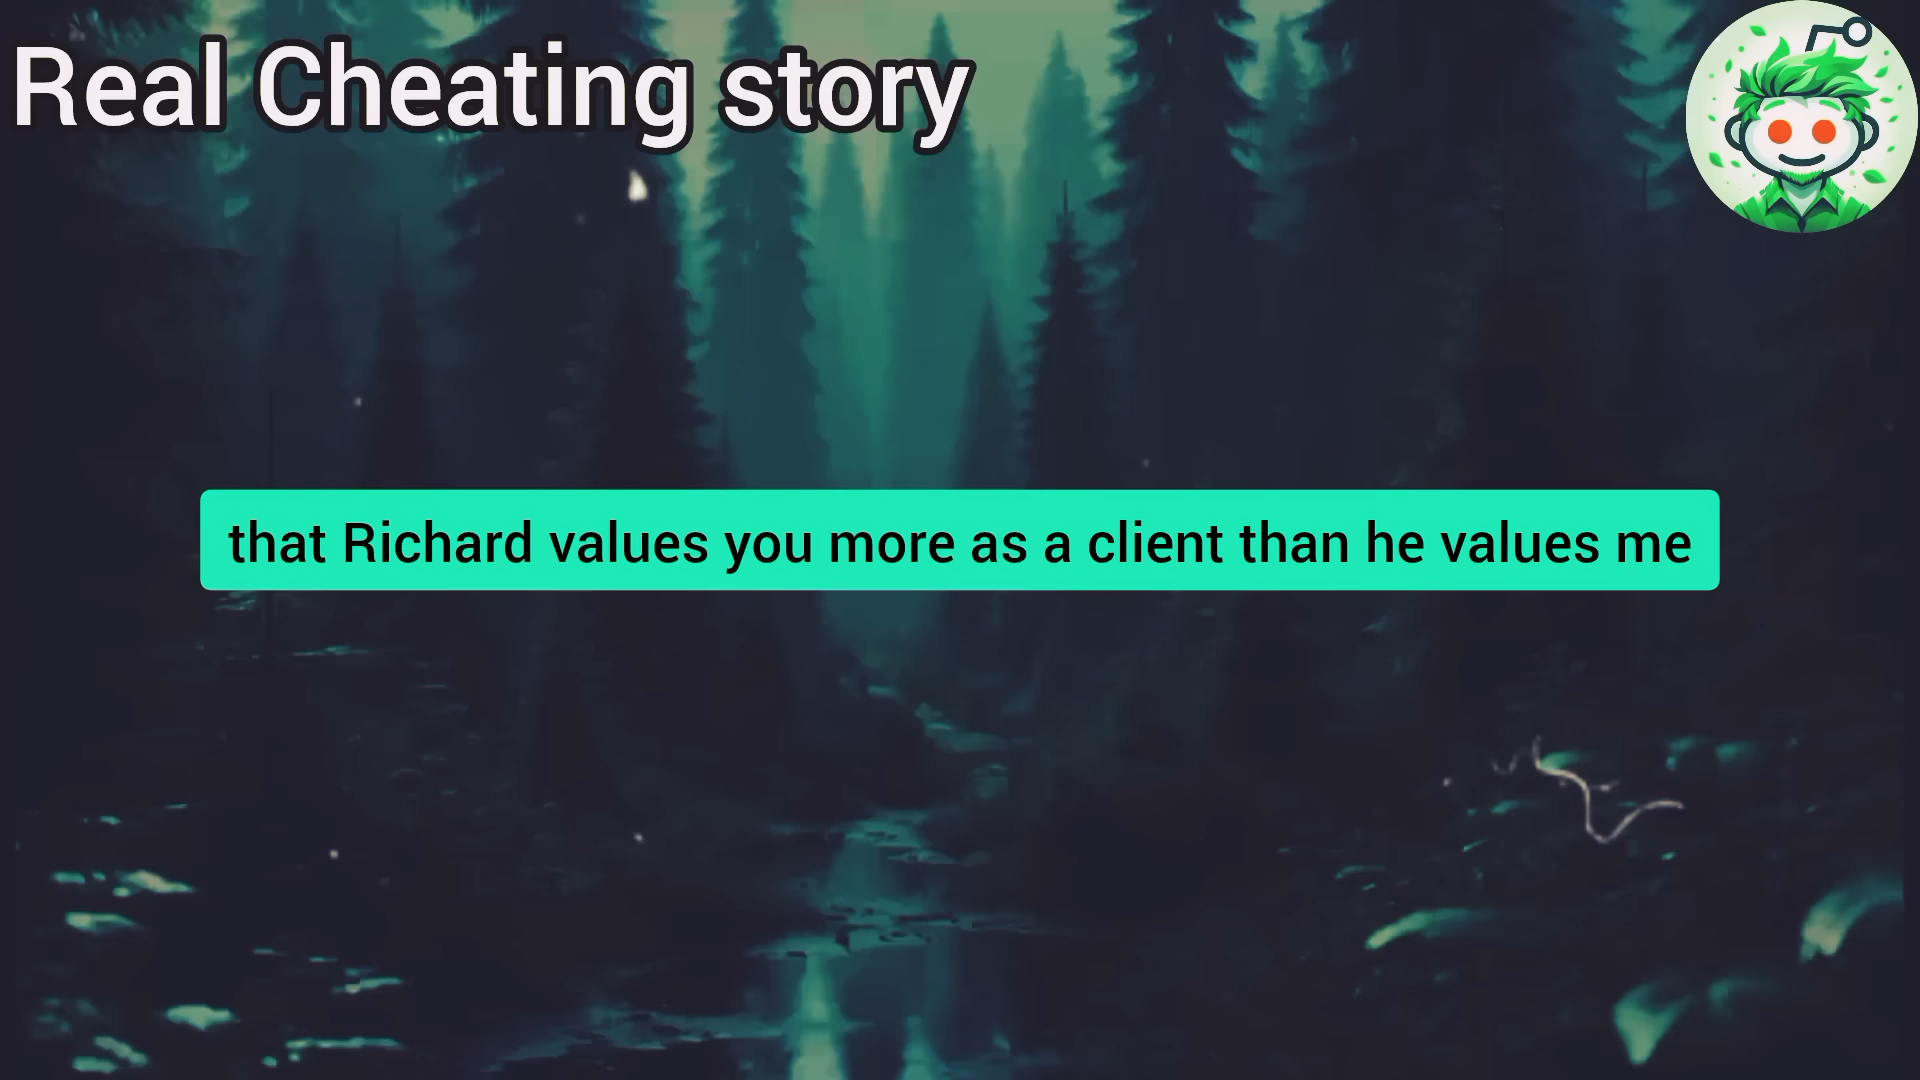 Real Cheating story
that Richard values you more as a client than he values me